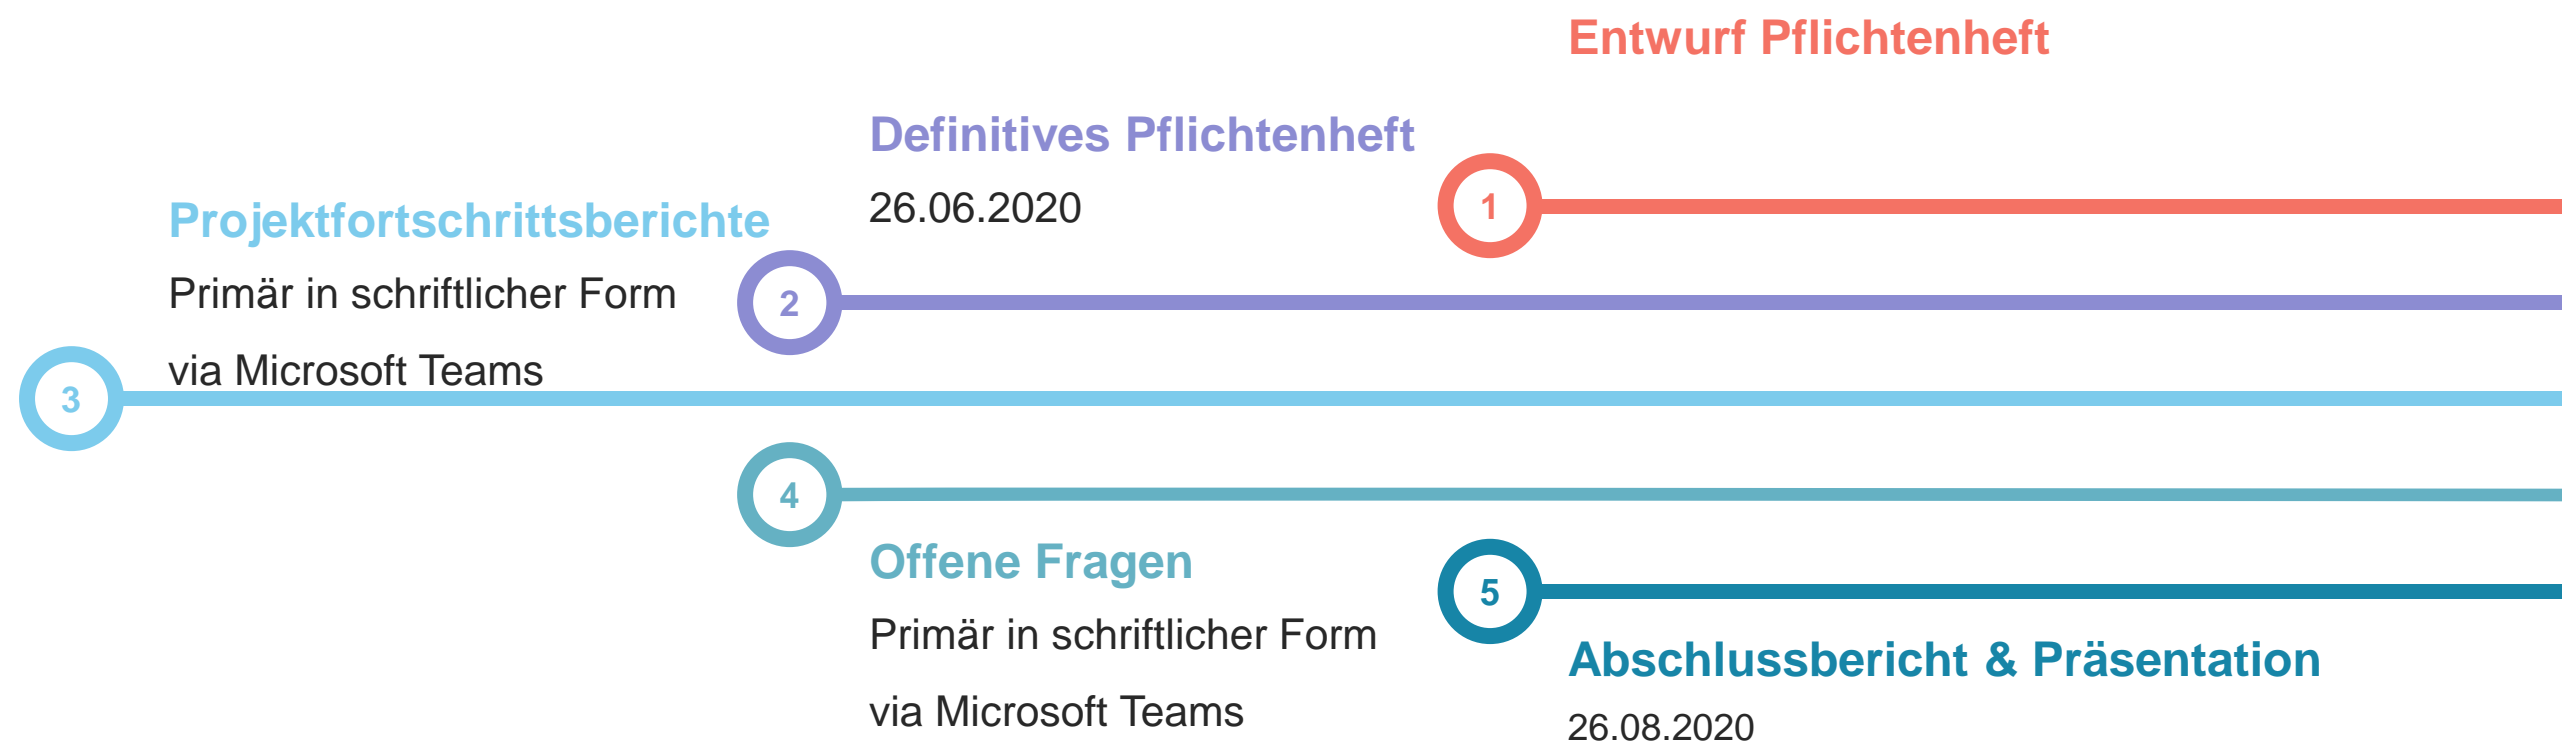 Entwurf Pflichtenheft
1
Definitives Pflichtenheft
26.06.2020
2
Projektfortschrittsberichte
Primär in schriftlicher Form
via Microsoft Teams
3
4
Offene Fragen
Primär in schriftlicher Form
via Microsoft Teams
5
Abschlussbericht & Präsentation
26.08.2020